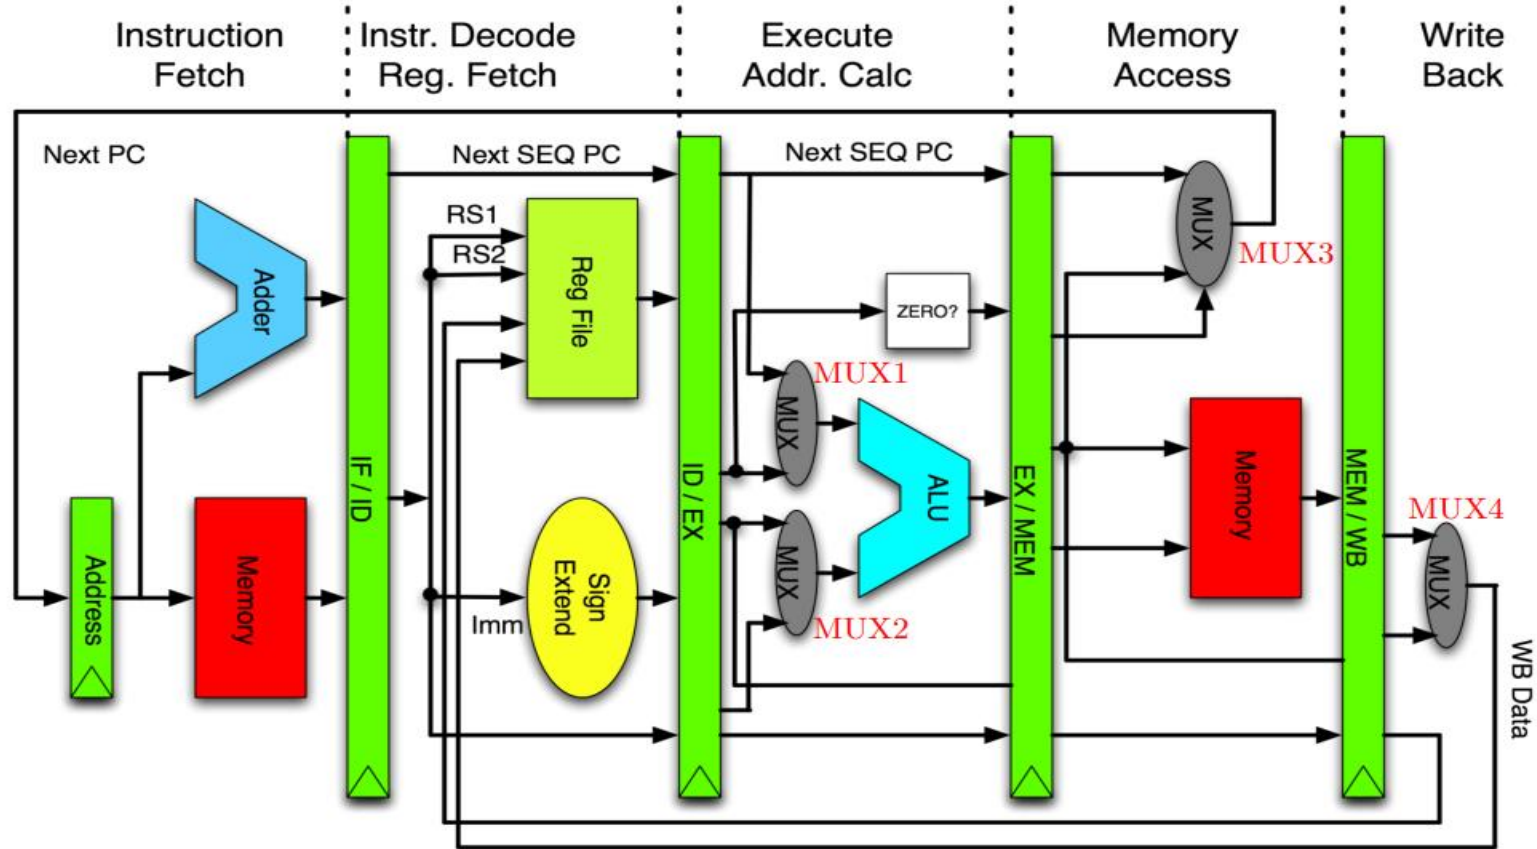 Instruction
Fetch
Instr. Decode
Reg. Fetch
Execute
Addr. Calc
Memory
Access
Write
Back
Next PC
Next SEQ PC
Next SEQ PC
RS1
RS2
Adder
Reg File
ZERO?
MUX
MUX3
MUX
MUX1
IF / ID
ID / EX
ALU
EX / MEM
Memory
MEM / WB
MUX4
MUX
Address
Memory
Imm
Sign
Extend
MUX
MUX2
WB Data